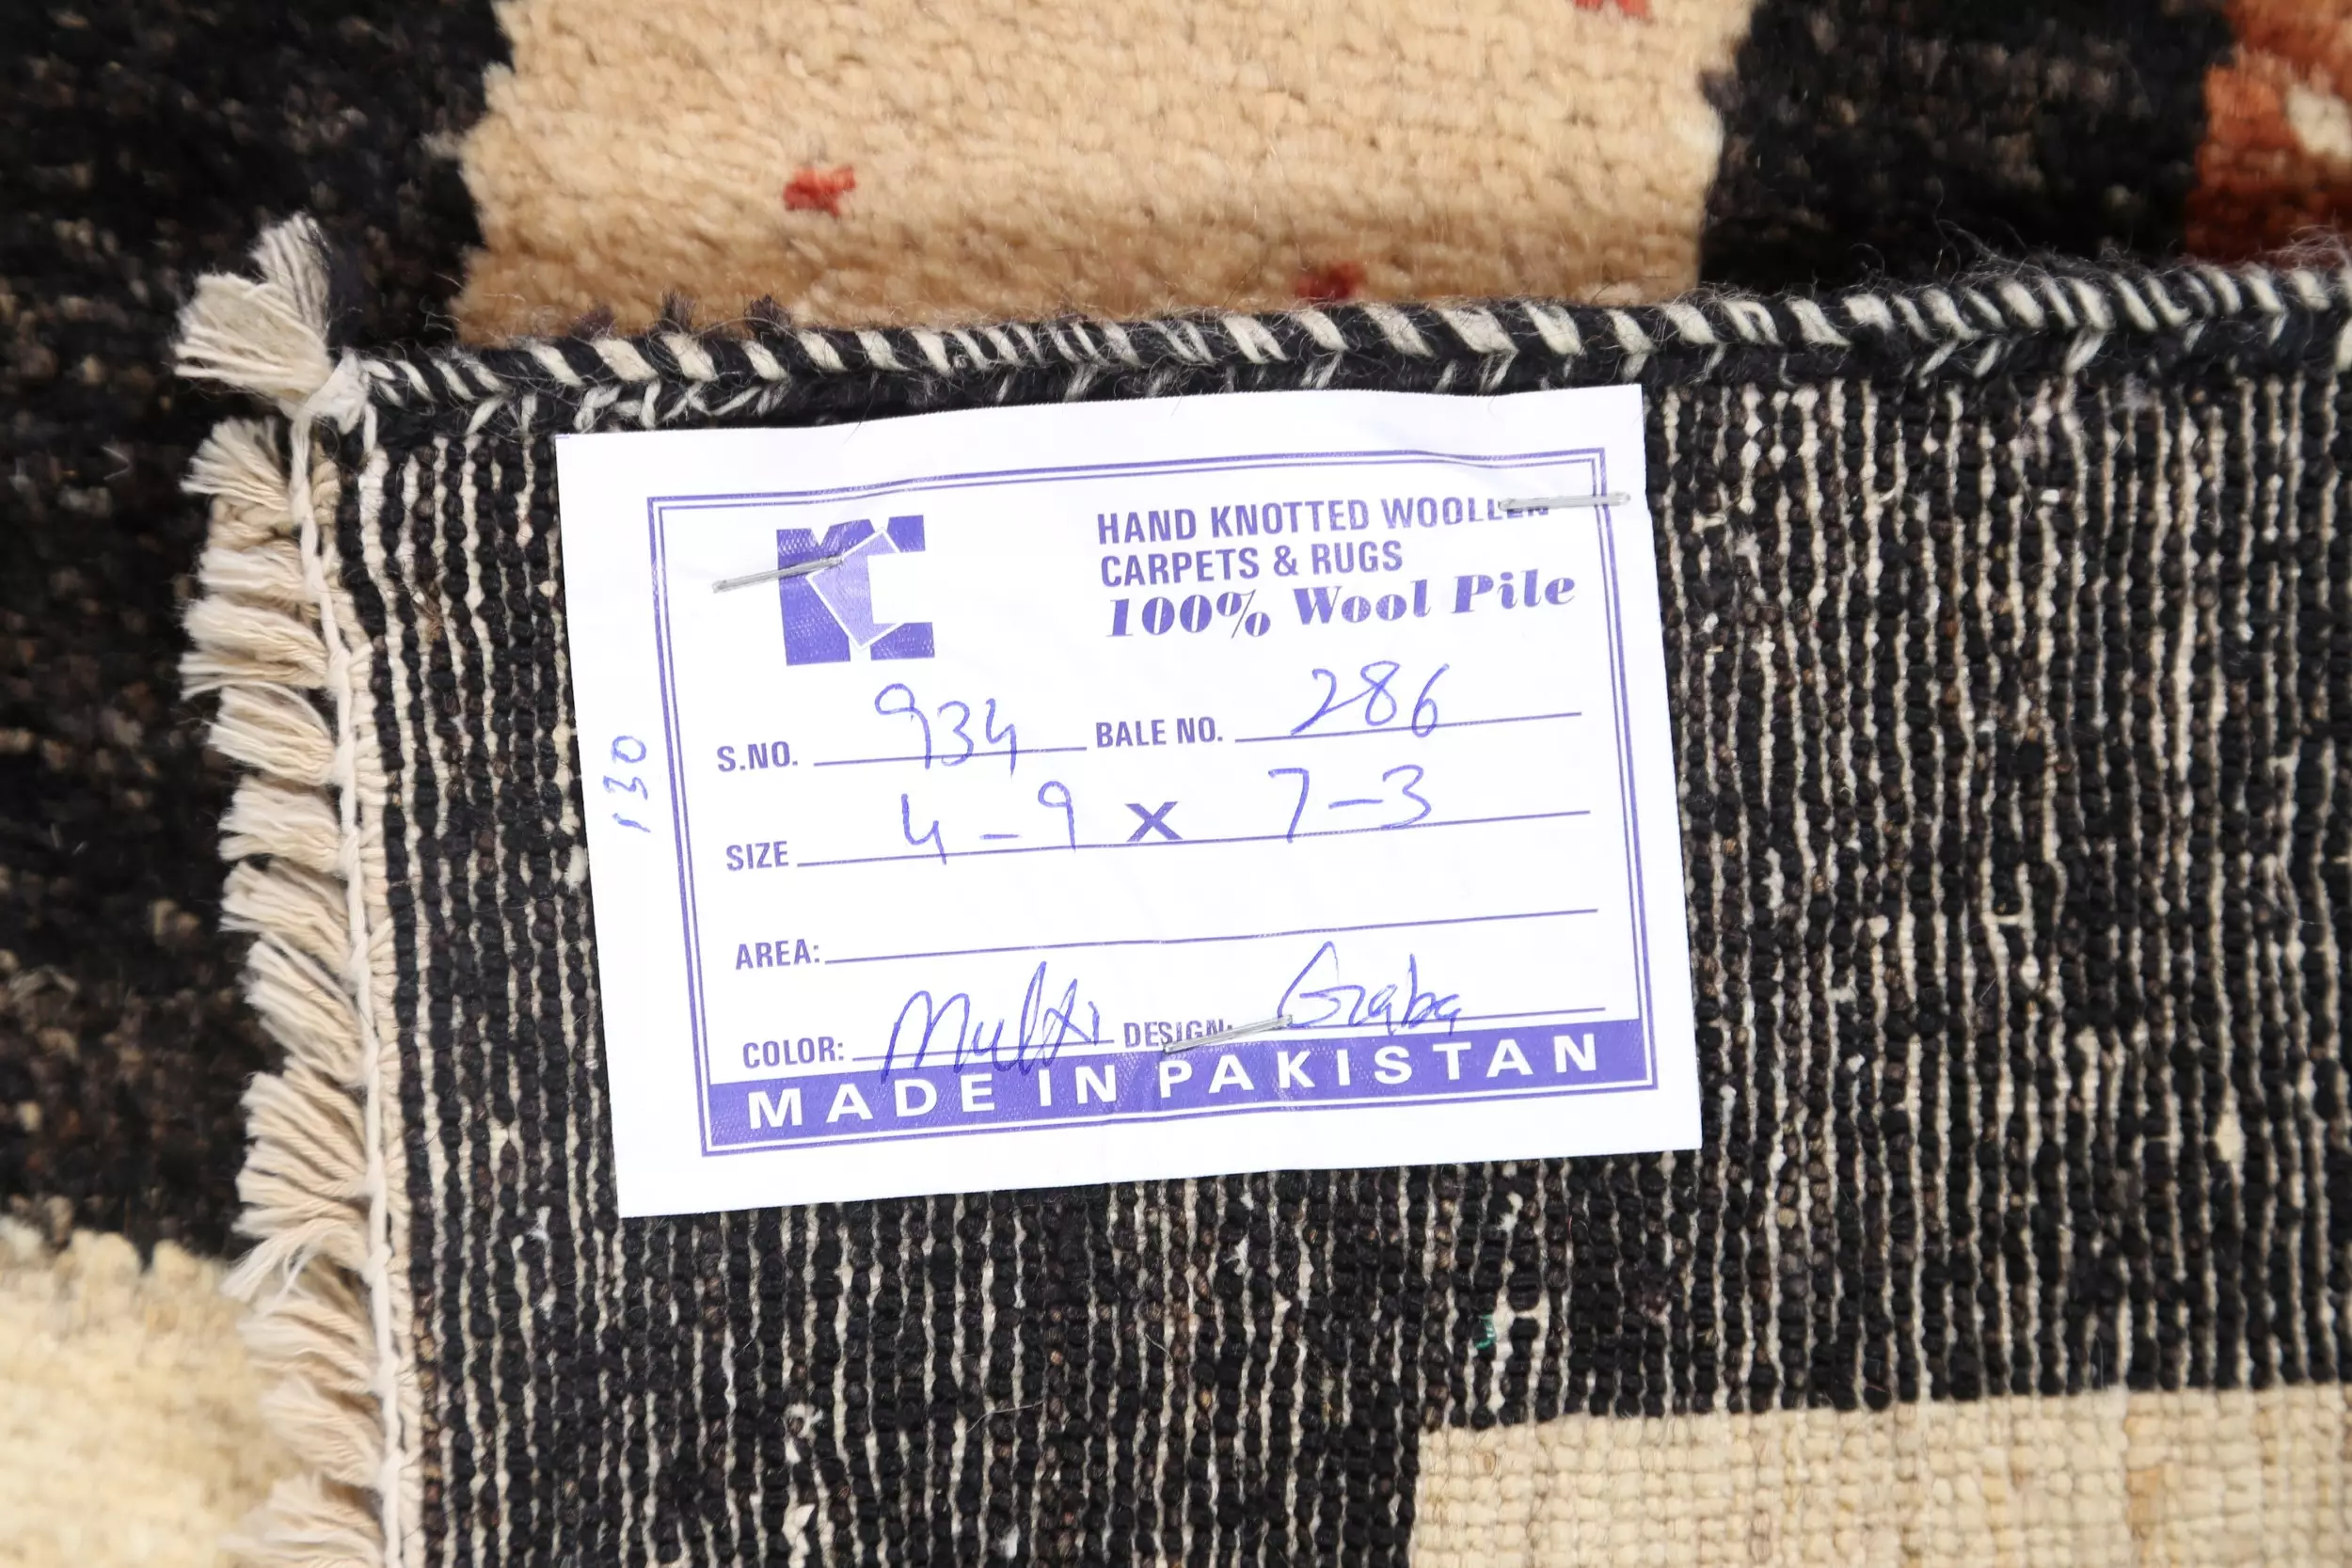 HAND KNOTTED WOOLLEN
CARPETS & RUGS
100% Wool Pile
S.NO. 934 BALE NO. 286
SIZE 4-9 X 7-3
AREA:
COLOR: Multi DESIGN: Gzaba
MADE IN PAKISTAN
130